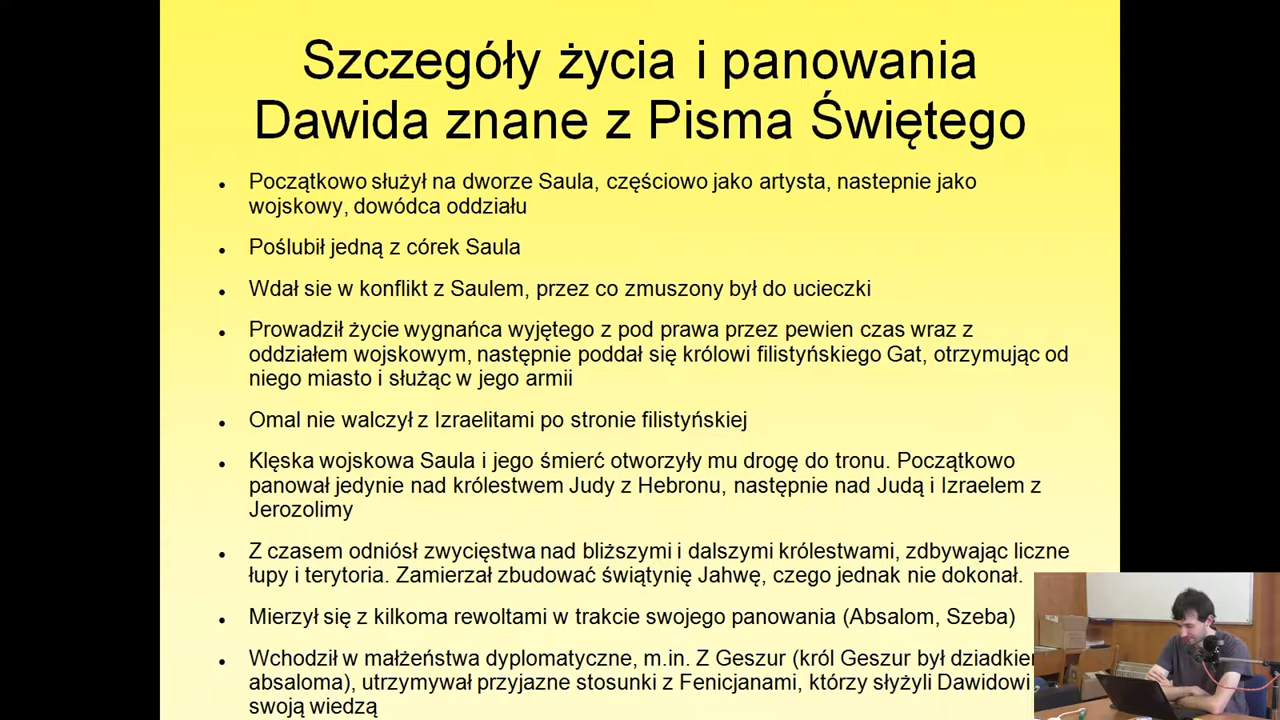 Szczegóły życia i panowania
Dawida znane z Pisma Świętego
• Początkowo służył na dworze Saula, częściowo jako artysta, nastepnie jako
wojskowy, dowódca oddziału
• Poślubił jedną z córek Saula
• Wdał sie w konflikt z Saulem, przez co zmuszony był do ucieczki
• Prowadził życie wygnańca wyjętego z pod prawa przez pewien czas wraz z
oddziałem wojskowym, następnie poddał się królowi filistyńskiego Gat, otrzymując od
niego miasto i służąc w jego armii
• Omal nie walczył z Izraelitami po stronie filistyńskiej
• Klęska wojskowa Saula i jego śmierć otworzyły mu drogę do tronu. Początkowo
panował jedynie nad królestwem Judy z Hebronu, następnie nad Judą i Izraelem z
Jerozolimy
• Z czasem odniósł zwycięstwa nad bliższymi i dalszymi królestwami, zdbywając liczne
łupy i terytoria. Zamierzał zbudować świątynię Jahwę, czego jednak nie dokonał.
• Mierzył się z kilkoma rewoltami w trakcie swojego panowania (Absalom, Szeba)
• Wchodził w małżeństwa dyplomatyczne, m.in. Z Geszur (król Geszur był dziadkie
absaloma), utrzymywał przyjazne stosunki z Fenicjanami, którzy słyżyli Dawidowi
swoją wiedzą